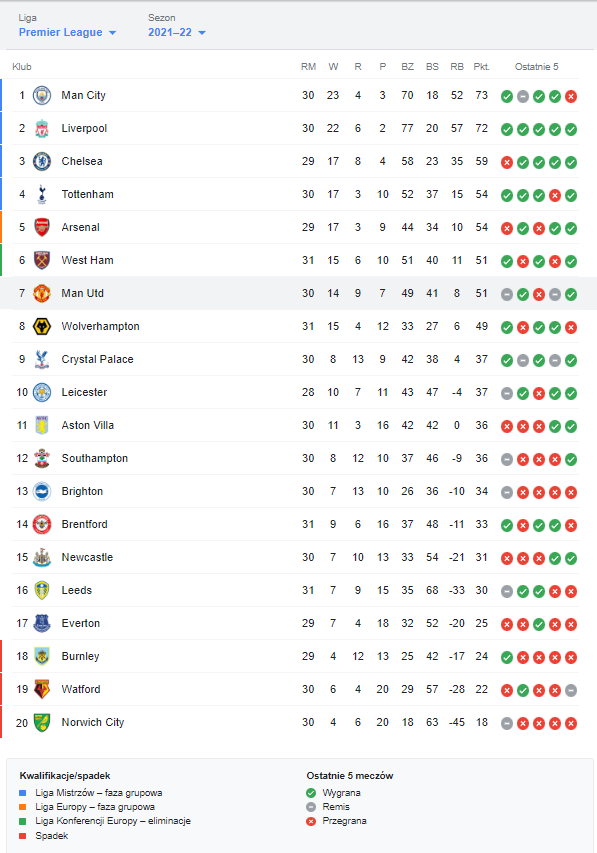 Liga Sezon
Premier League 2021–22
Klub RM W R P BZ BS RB Pkt. Ostatnie 5
1 Man City 30 23 4 3 70 18 52 73
2 Liverpool 30 22 6 2 77 20 57 72
3 Chelsea 29 17 8 4 58 23 35 59
4 Tottenham 30 17 3 10 52 37 15 54
5 Arsenal 29 17 3 9 44 34 10 54
6 West Ham 31 15 6 10 51 40 11 51
7 Man Utd 30 14 9 7 49 41 8 51
8 Wolverhampton 31 15 4 12 33 27 6 49
9 Crystal Palace 30 8 13 9 42 38 4 37
10 Leicester 28 10 7 11 43 47 -4 37
11 Aston Villa 30 11 3 16 42 42 0 36
12 Southampton 30 8 12 10 37 46 -9 36
13 Brighton 30 7 13 10 26 36 -10 34
14 Brentford 31 9 6 16 37 48 -11 33
15 Newcastle 30 7 10 13 33 54 -21 31
16 Leeds 31 7 9 15 35 68 -33 30
17 Everton 29 7 4 18 32 52 -20 25
18 Burnley 29 4 12 13 25 42 -17 24
19 Watford 30 6 4 20 29 57 -28 22
20 Norwich City 30 4 6 20 18 63 -45 18
Kwalifikacje/spadek
Liga Mistrzów – faza grupowa
Liga Europy – faza grupowa
Liga Konferencji Europy – eliminacje
Spadek
Ostatnie 5 meczów
Wygrana
Remis
Przegrana